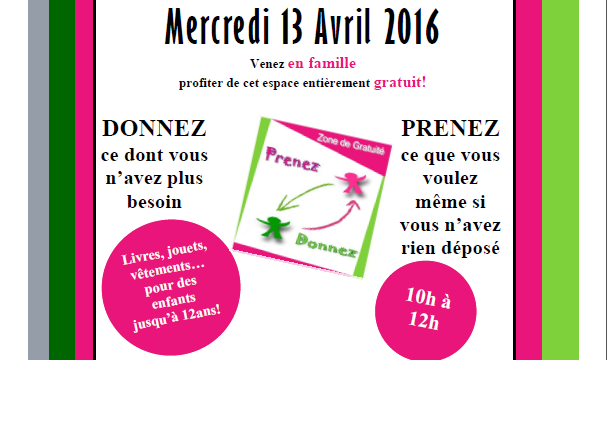 Mercredi 13 Avril 2016
Venez en famille
profiter de cet espace entièrement gratuit!
DONNEZ
ce dont vous
n’avez plus
besoin
Livres, jouets,
vêtements…
pour des
enfants
jusqu’à 12ans!
Zone de Gratuité
Prenez
Donnez
PRENEZ
ce que vous
voulez
même si
vous n’avez
rien déposé
10h à
12h